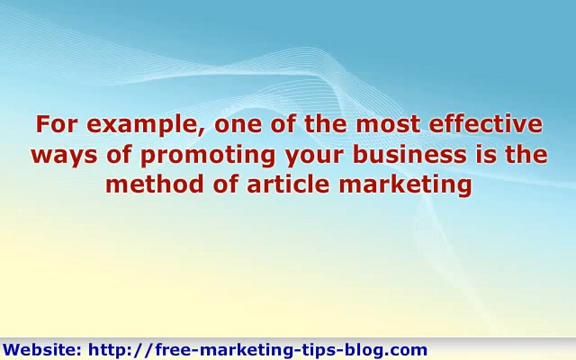 For example, one of the most effective
ways of promoting your business is the
method of article marketing
Website: http://free-marketing-tips-blog.com